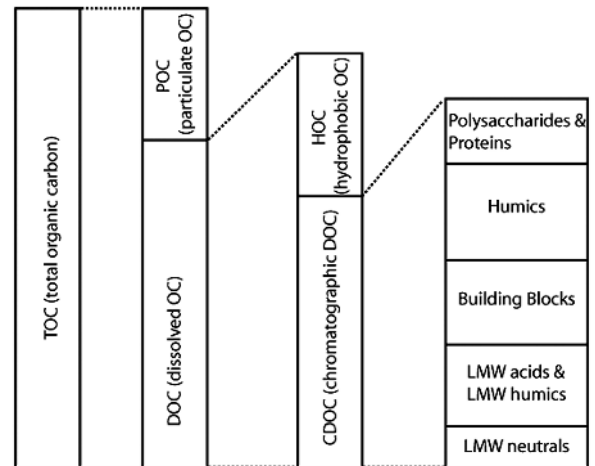 TOC (total organic carbon)
POC
(particulate OC)
DOC (dissolved OC)
HOC
(hydrophobic OC)
CDOC (chromatographic DOC)
Polysaccharides &
Proteins
Humics
Building Blocks
LMW acids &
LMW humics
LMW neutrals